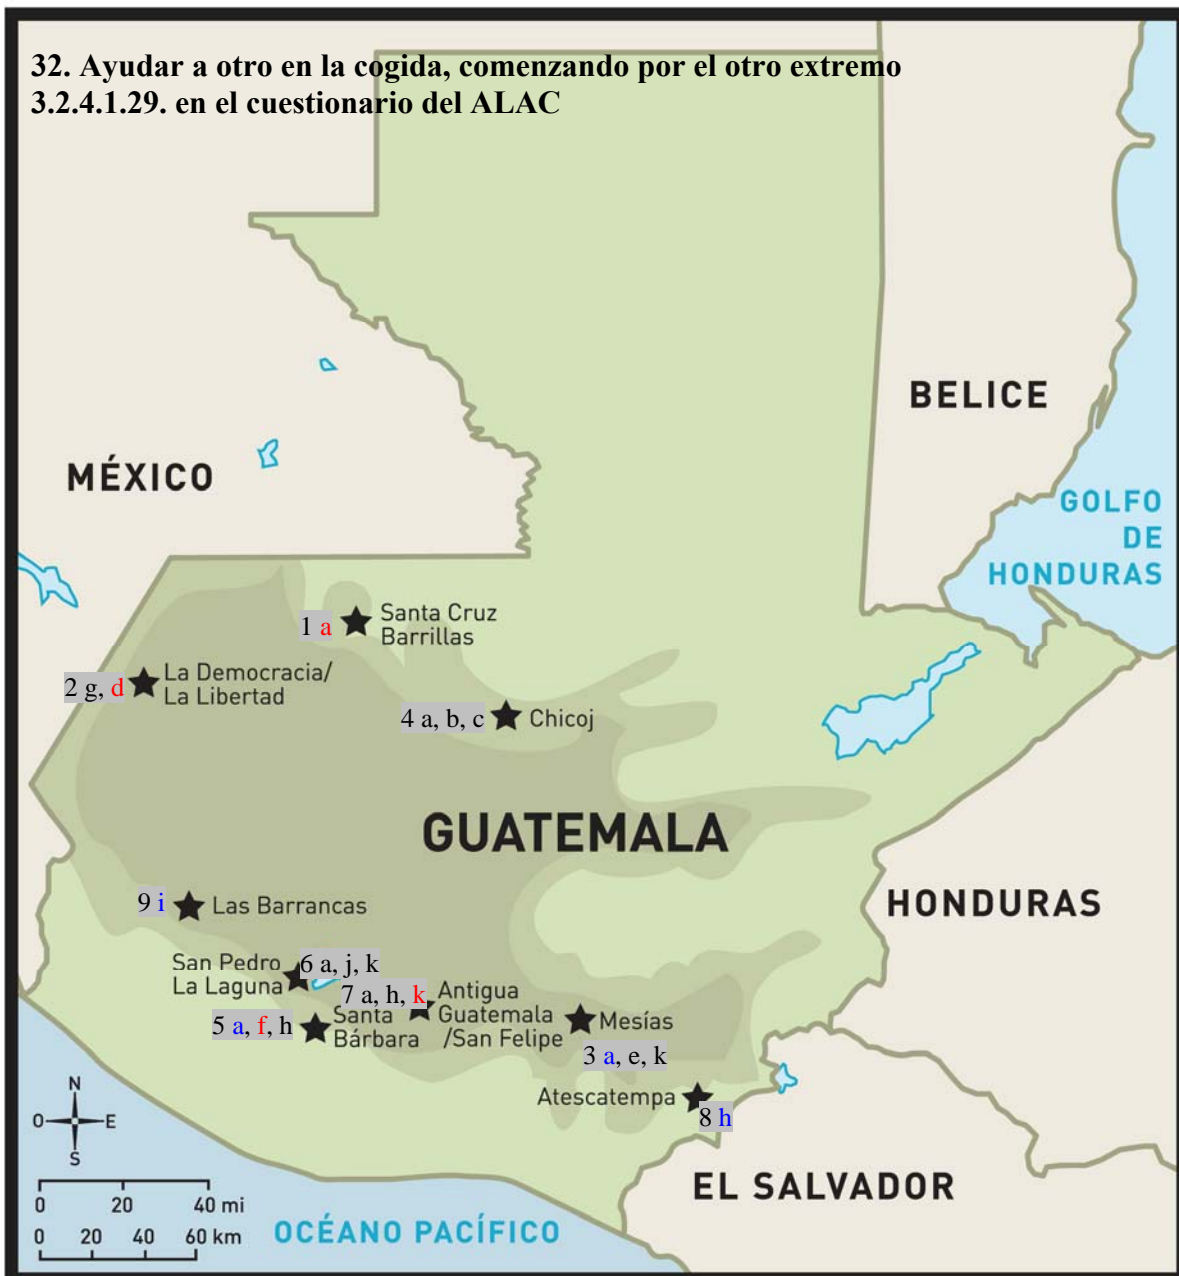 32. Ayudar a otro en la cogida, comenzando por el otro extremo
3.2.4.1.29. en el cuestionario del ALAC
BELICE
MÉXICO
GOLFO
DE
HONDURAS
1 a
Santa Cruz
Barrillas
2 g, d
La Democracia/
La Libertad
4 a, b, c
Chicoj
GUATEMALA
HONDURAS
9 i
Las Barrancas
San Pedro
La Laguna
6 a, j, k
7 a, h, k
Antigua
Guatemala
/San Felipe
5 a, f, h
Santa
Bárbara
Mesías
3 a, e, k
Atescatempa
8 h
N
O
E
S
EL SALVADOR
0 20 40 mi
0 20 40 60 km
OCÉANO PACÍFICO